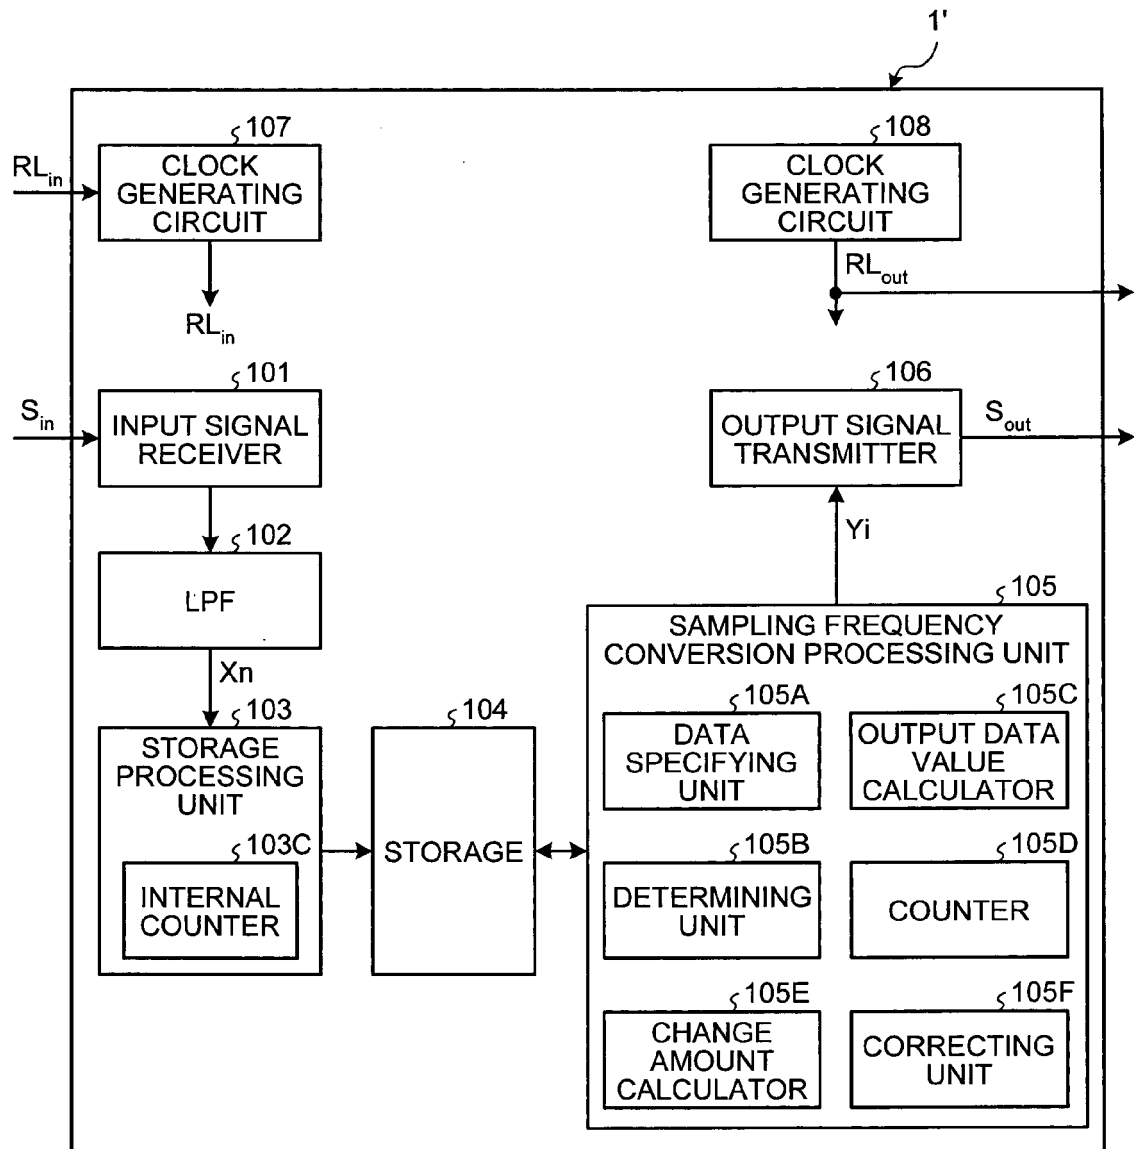 1'
107
108
RLin
CLOCK
GENERATING
CIRCUIT
CLOCK
GENERATING
CIRCUIT
RLout
RLin
101
106
Sin
INPUT SIGNAL
RECEIVER
OUTPUT SIGNAL
TRANSMITTER
Sout
102
Yi
LPF
105
SAMPLING FREQUENCY
CONVERSION PROCESSING UNIT
Xn
103
104
105A
105C
STORAGE
PROCESSING
UNIT
DATA
SPECIFYING
UNIT
OUTPUT DATA
VALUE
CALCULATOR
103C
STORAGE
105B
105D
INTERNAL
COUNTER
DETERMINING
UNIT
COUNTER
105E
105F
CHANGE
AMOUNT
CALCULATOR
CORRECTING
UNIT